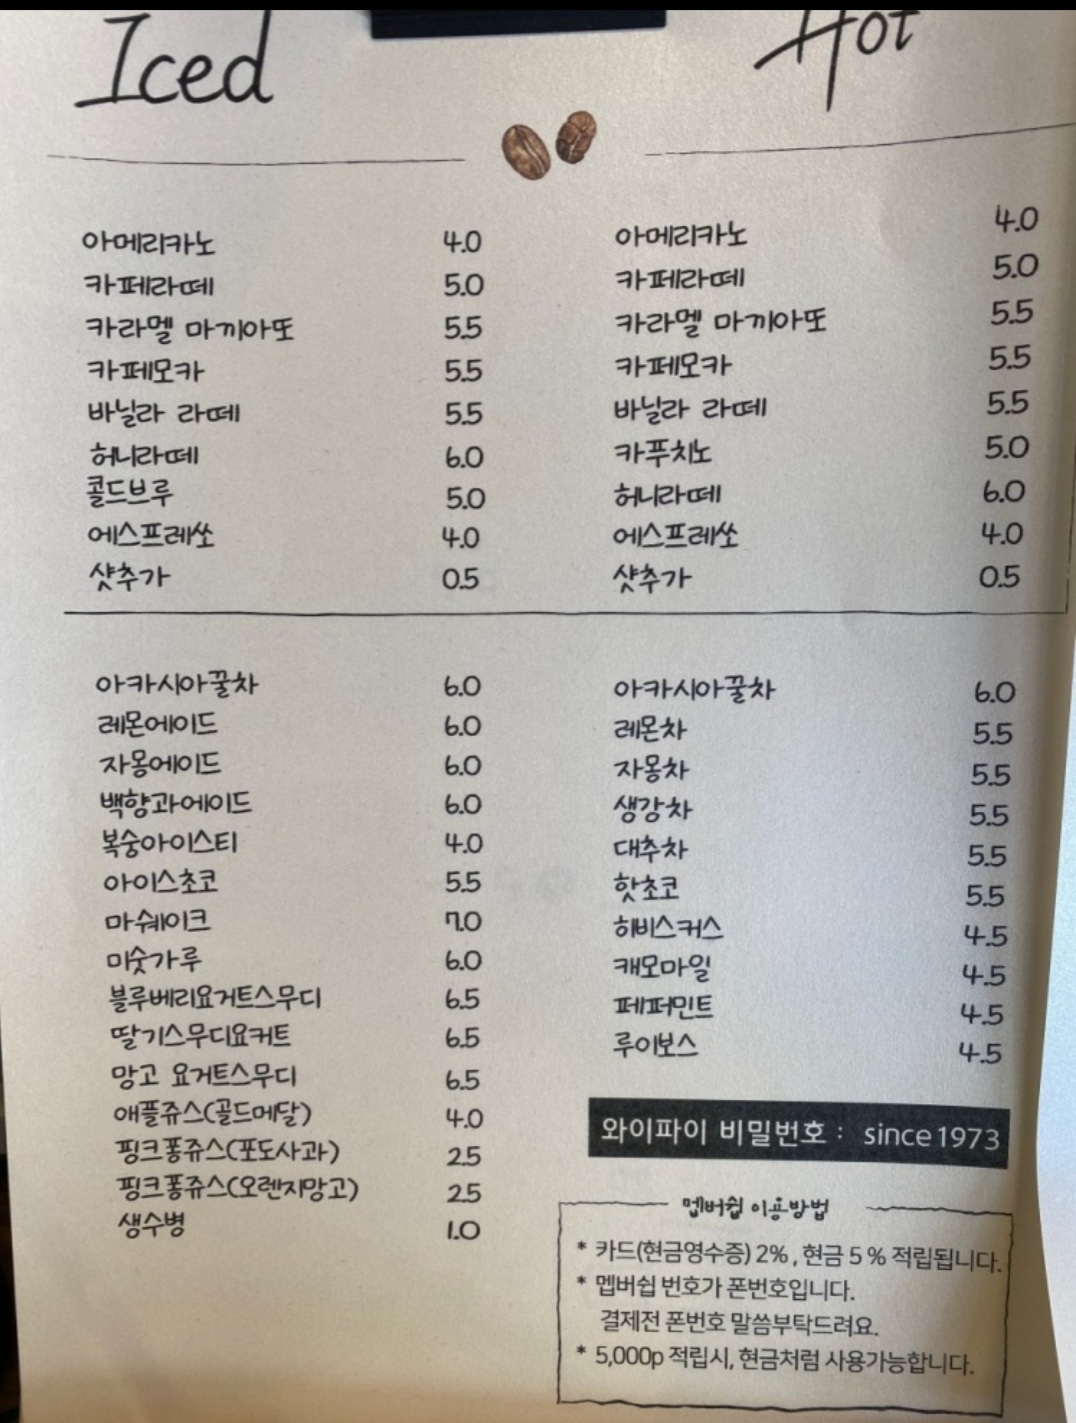 Iced
아메리카노 4.0
카페라떼 5.0
카라멜 마끼아또 5.5
카페모카 5.5
바닐라 라떼 5.5
허니라떼 6.0
콜드브루 5.0
에스프레쏘 4.0
샷추가 0.5
아카시아꿀차 6.0
레몬에이드 6.0
자몽에이드 6.0
백향과에이드 6.0
복숭아아이스티 4.0
아이스초코 5.5
마쉐이크 7.0
미숫가루 6.0
블루베리요거트스무디 6.5
딸기스무디요커트 6.5
망고 요거트스무디 6.5
애플쥬스(골드메달) 4.0
핑크퐁쥬스(포도사과) 2.5
핑크퐁쥬스(오렌지망고) 2.5
생수병 1.0
Hot
아메리카노 4.0
카페라떼 5.0
카라멜 마끼아또 5.5
카페모카 5.5
바닐라 라떼 5.5
카푸치노 5.0
허니라떼 6.0
에스프레쏘 4.0
샷추가 0.5
아카시아꿀차 6.0
레몬차 5.5
자몽차 5.5
생강차 5.5
대추차 5.5
핫초코 5.5
히비스커스 4.5
캐모마일 4.5
페퍼민트 4.5
루이보스 4.5
와이파이 비밀번호 : since1973
멥버쉽 이용방법
* 카드(현금영수증) 2% , 현금 5 % 적립됩니다.
* 멥버쉽 번호가 폰번호입니다.
결제전 폰번호 말씀부탁드려요.
* 5,000p 적립시, 현금처럼 사용가능합니다.